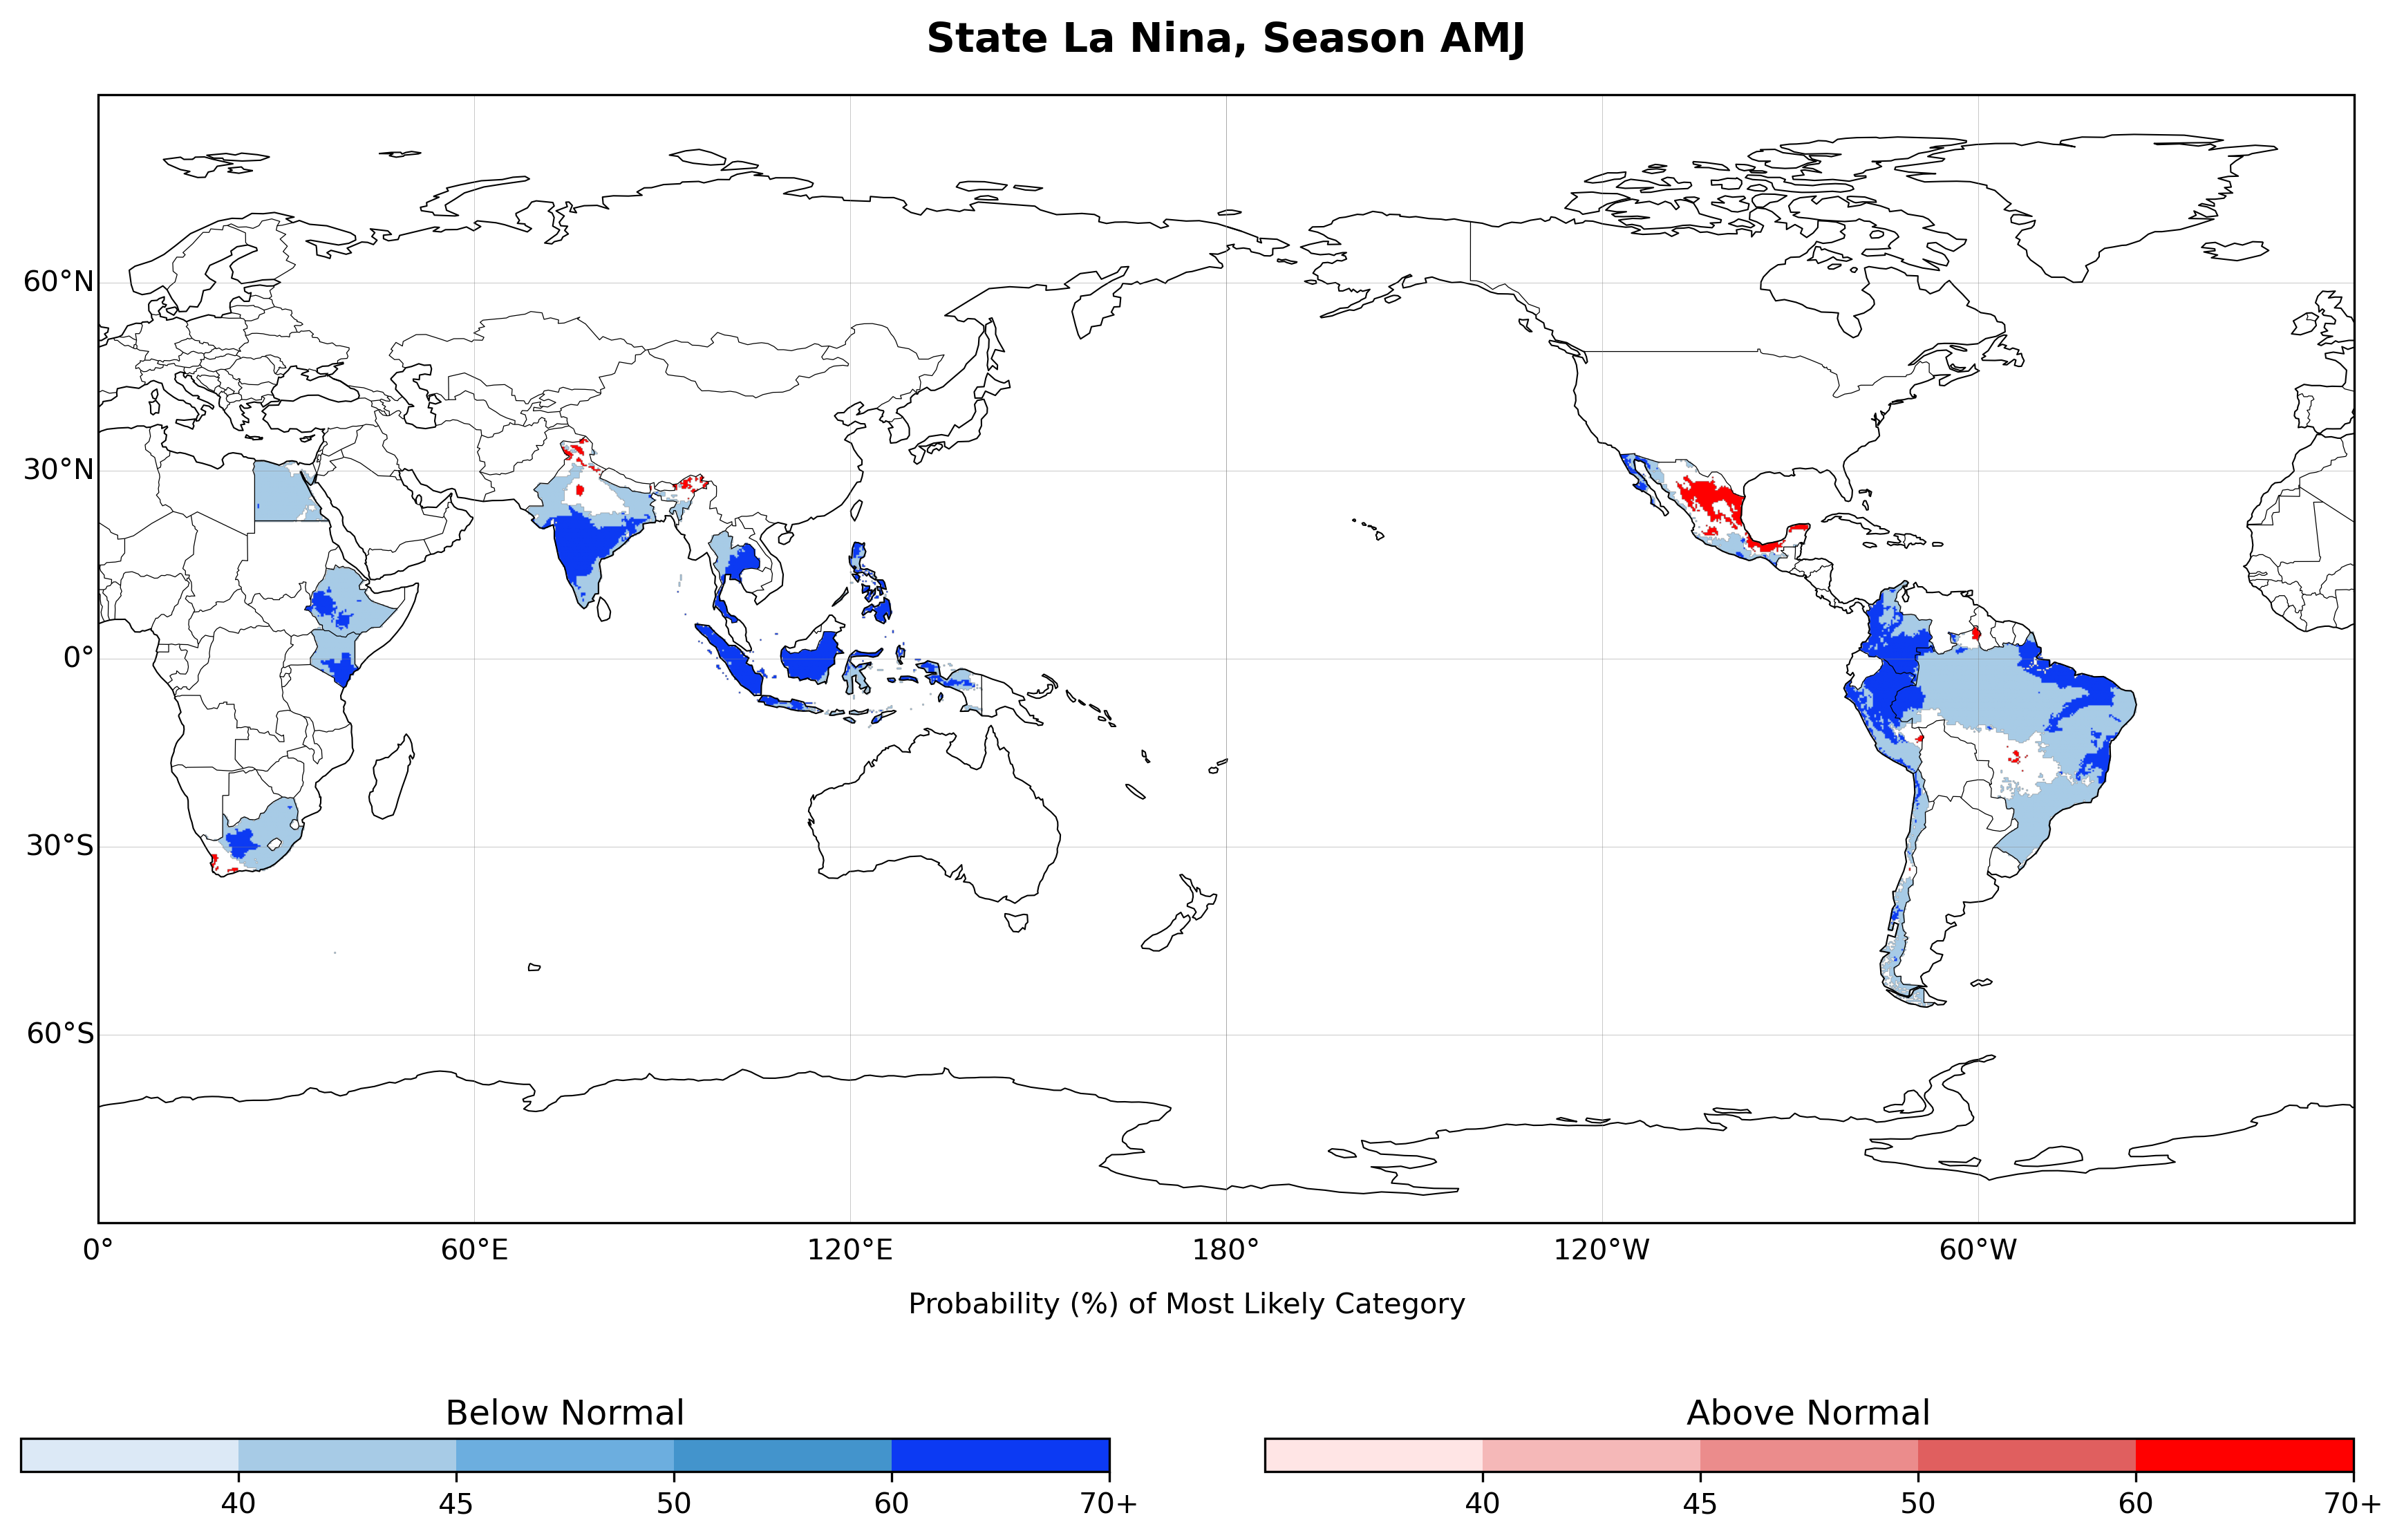 State La Nina, Season AMJ
60°N
30°N
0°
30°S
60°S
0° 60°E 120°E 180° 120°W 60°W
Probability (%) of Most Likely Category
Below Normal
40 45 50 60 70+
Above Normal
40 45 50 60 70+